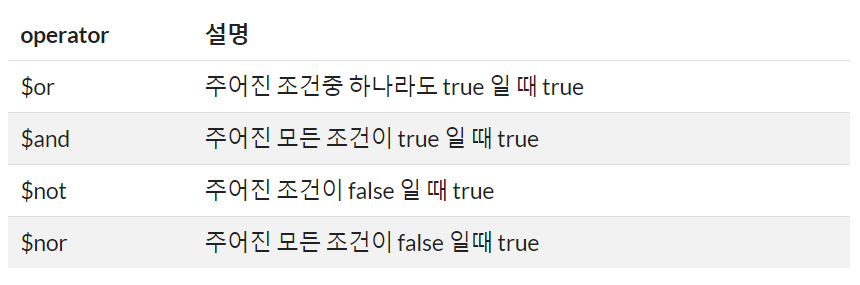 operator 설명
$or 주어진 조건중 하나라도 true 일 때 true
$and 주어진 모든 조건이 true 일 때 true
$not 주어진 조건이 false 일 때 true
$nor 주어진 모든 조건이 false 일때 true